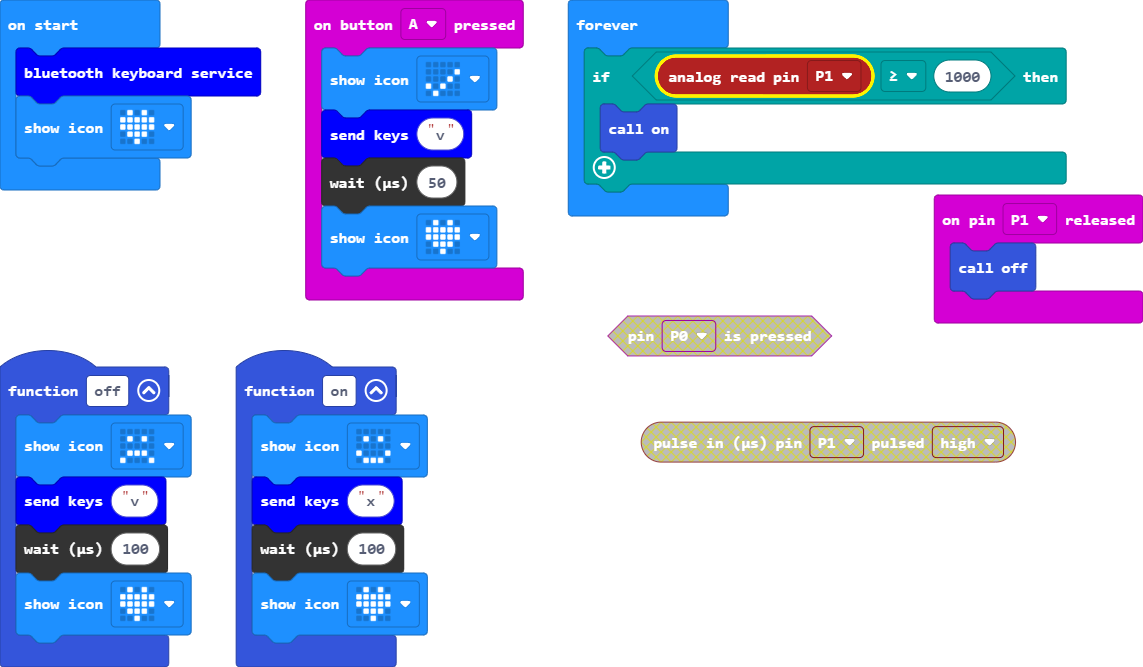 on start
bluetooth keyboard service
show icon
on button A pressed
show icon
send keys "v"
wait (µs) 50
show icon
forever
if analog read pin P1 ≥ 1000 then
call on
on pin P1 released
call off
pin P0 is pressed
pulse in (µs) pin P1 pulsed high
function off
show icon
send keys "v"
wait (µs) 100
show icon
function on
show icon
send keys "x"
wait (µs) 100
show icon